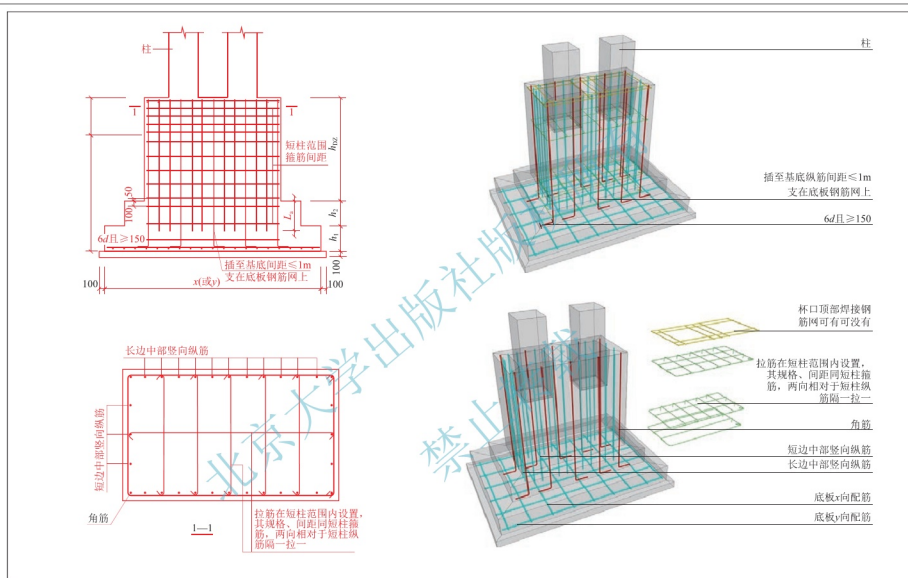 柱
1
1
短柱范围
箍筋间距
hDZ
50
100
La
h2
h1
6d且≥150
100
插至基底间距≤1m
支在底板钢筋网上
100
x(或y)
100
长边中部竖向纵筋
短边中部竖向纵筋
角筋
1—1
拉筋在短柱范围内设置，
其规格、间距同短柱箍
筋，两向相对于短柱纵
筋隔一拉一
柱
插至基底纵筋间距≤1m
支在底板钢筋网上
6d且≥150
杯口顶部焊接钢
筋网可有可没有
拉筋在短柱范围内设置，
其规格、间距同短柱箍
筋，两向相对于短柱纵
筋隔一拉一
角筋
短边中部竖向纵筋
长边中部竖向纵筋
底板x向配筋
底板y向配筋
北京大学出版社版
禁止